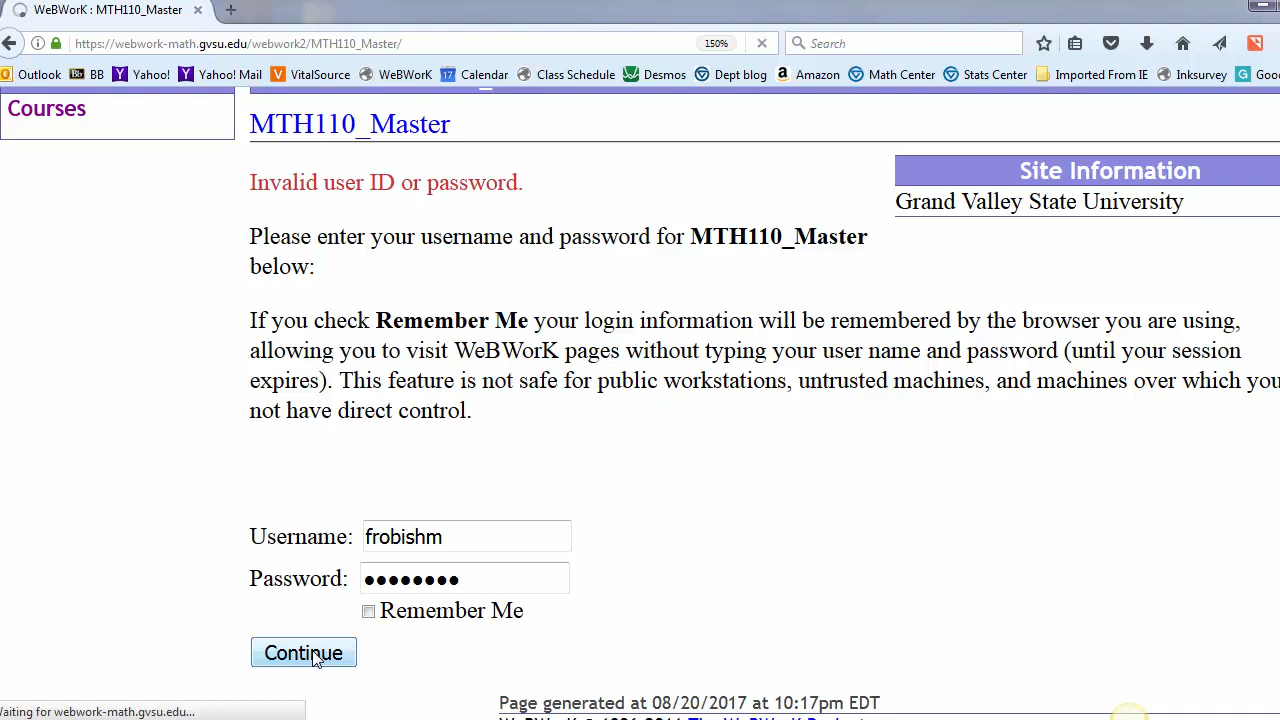 WeBWorK : MTH110_Master
https://webwork-math.gvsu.edu/webwork2/MTH110_Master/
150%
Search
Outlook BB Yahoo! Yahoo! Mail VitalSource WeBWorK Calendar Class Schedule Desmos Dept blog Amazon Math Center Stats Center Imported From IE Inksurvey Goo
Courses
MTH110_Master
Invalid user ID or password.
Site Information
Grand Valley State University
Please enter your username and password for MTH110_Master
below:
If you check Remember Me your login information will be remembered by the browser you are using,
allowing you to visit WeBWorK pages without typing your user name and password (until your session
expires). This feature is not safe for public workstations, untrusted machines, and machines over which you
not have direct control.
Username: frobishm
Password: ●●●●●●●●
Remember Me
Continue
Page generated at 08/20/2017 at 10:17pm EDT
Waiting for webwork-math.gvsu.edu...